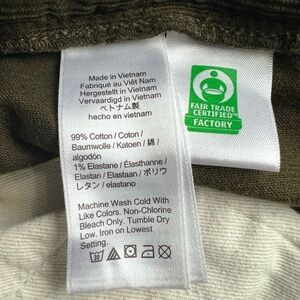 Made in Vietnam
Fabriqué au Viêt Nam
Hergestellt in Vietnam
Vervaardigd in Vietnam
ベトナム製
hecho en Vietnam
99% Cotton / Coton /
Baumwolle / Katoen / 綿 /
algodón
1% Elastane / Élasthanne /
Elastan / Elastaan / ポリウ
レタン / elastano
Machine Wash Cold With
Like Colors. Non-Chlorine
Bleach Only. Tumble Dry
Low. Iron on Lowest
Setting.
FAIR TRADE
CERTIFIED™
FACTORY